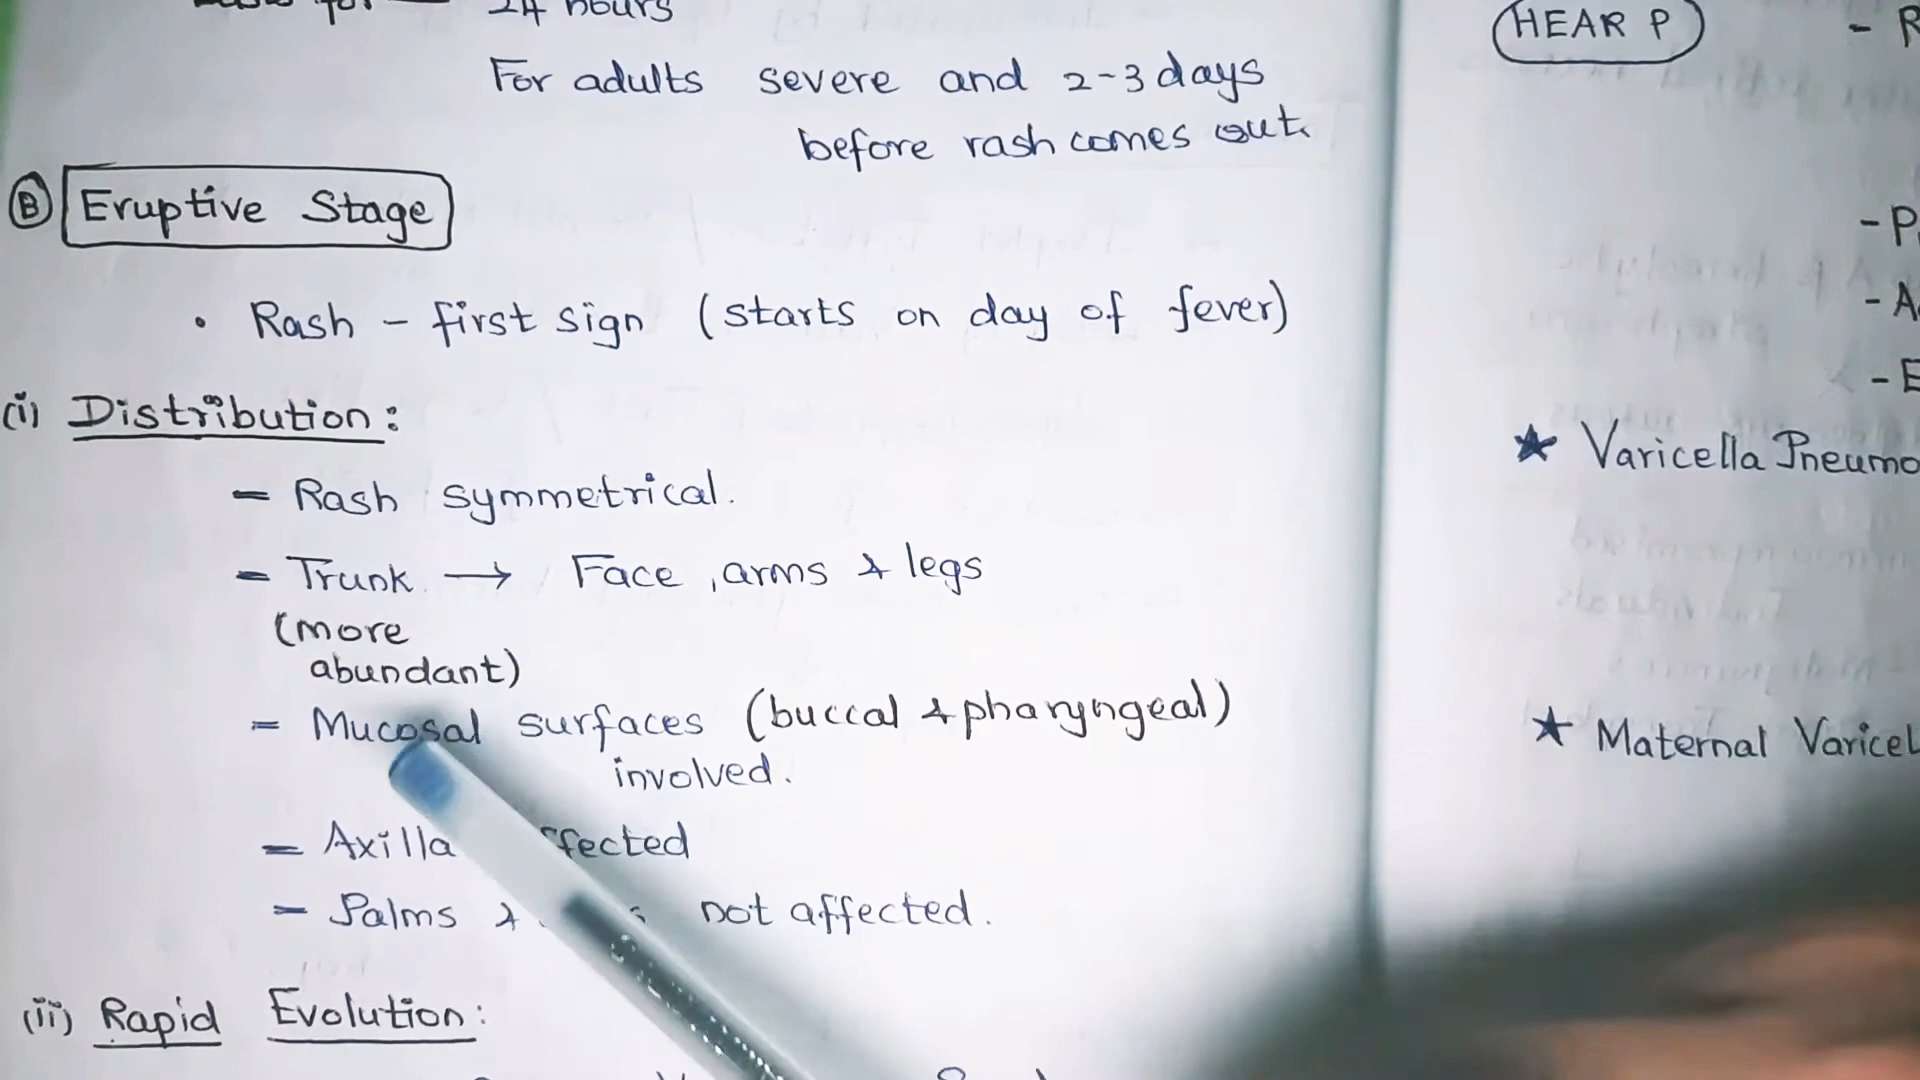 24 hours
For adults severe and 2-3 days
before rash comes out.
Ⓑ Eruptive Stage
• Rash - first sign (starts on day of fever)
(i) Distribution:
- Rash symmetrical.
- Trunk → Face, arms & legs
(more
abundant)
= Mucosal surfaces (buccal & pharyngeal)
involved.
- Axilla
- Palms & not affected.
(ii) Rapid Evolution:
HEAR P
★ Varicella Pneumo
★ Maternal Varicel